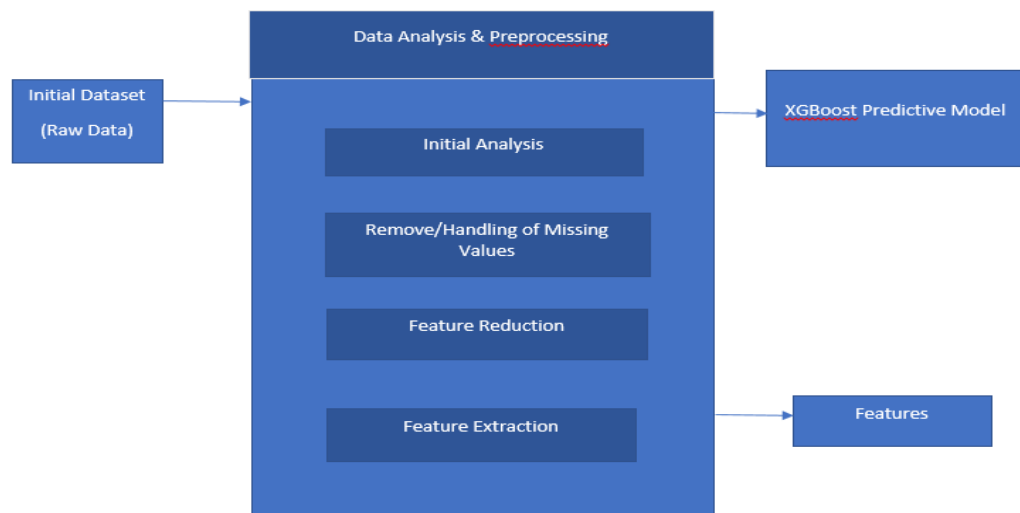 Data Analysis & Preprocessing
Initial Dataset
(Raw Data)
XGBoost Predictive Model
Initial Analysis
Remove/Handling of Missing
Values
Feature Reduction
Feature Extraction
Features